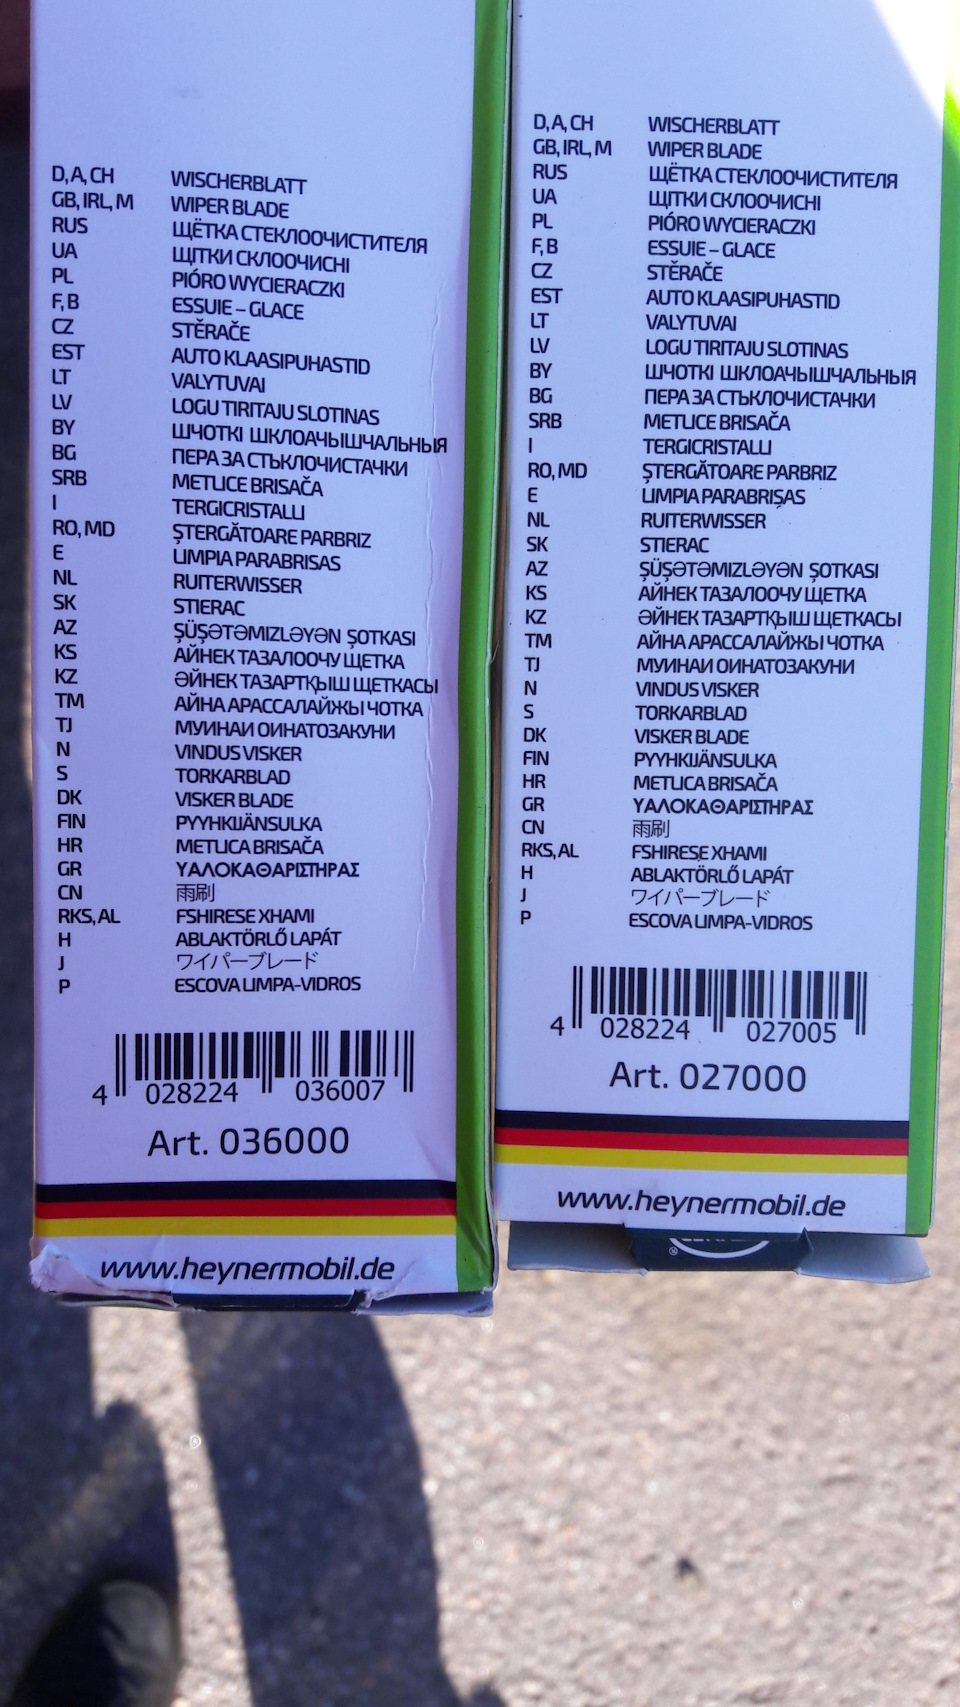 D, A, CH WISCHERBLATT
GB, IRL, M WIPER BLADE
RUS ЩЁТКА СТЕКЛООЧИСТИТЕЛЯ
UA ЩІТКИ СКЛООЧИСНІ
PL PIÓRO WYCIERACZKI
F, B ESSUIE – GLACE
CZ STĚRAČE
EST AUTO KLAASIPUHASTID
LT VALYTUVAI
LV LOGU TIRITAJU SLOTINAS
BY ШЧОТКІ ШКЛОАЧЫШЧАЛЬНЫЯ
BG ПЕРА ЗА СТЪКЛОЧИСТАЧКИ
SRB METLICE BRISAČA
I TERGICRISTALLI
RO, MD ŞTERGĂTOARE PARBRIZ
E LIMPIA PARABRISAS
NL RUITERWISSER
SK STIERAC
AZ ŞÜŞƏTƏMIZLƏYƏN ŞOTKASI
KS АЙНЕК ТАЗАЛООЧУ ЩЕТКА
KZ ӘЙНЕК ТАЗАРТҚЫШ ЩЕТКАСЫ
TM АЙНА АРАССАЛАЙЖЫ ЧОТКА
TJ МУИНАИ ОИНАТОЗАКУНИ
N VINDUS VISKER
S TORKARBLAD
DK VISKER BLADE
FIN PYYHKIJÄNSULKA
HR METLICA BRISAČA
GR ΥΑΛΟΚΑΘΑΡΙΣΤΗΡΑΣ
CN 雨刷
RKS, AL FSHIRESE XHAMI
H ABLAKTÖRLŐ LAPÁT
J ワイパーブレード
P ESCOVA LIMPA-VIDROS
4 028224 036007
Art. 036000
www.heynermobil.de
D, A, CH WISCHERBLATT
GB, IRL, M WIPER BLADE
RUS ЩЁТКА СТЕКЛООЧИСТИТЕЛЯ
UA ЩІТКИ СКЛООЧИСНІ
PL PIÓRO WYCIERACZKI
F, B ESSUIE – GLACE
CZ STĚRAČE
EST AUTO KLAASIPUHASTID
LT VALYTUVAI
LV LOGU TIRITAJU SLOTINAS
BY ШЧОТКІ ШКЛОАЧЫШЧАЛЬНЫЯ
BG ПЕРА ЗА СТЪКЛОЧИСТАЧКИ
SRB METLICE BRISAČA
I TERGICRISTALLI
RO, MD ŞTERGĂTOARE PARBRIZ
E LIMPIA PARABRIŞAS
NL RUITERWISSER
SK STIERAC
AZ ŞÜŞƏTƏMIZLƏYƏN ŞOTKASI
KS АЙНЕК ТАЗАЛООЧУ ЩЕТКА
KZ ӘЙНЕК ТАЗАРТҚЫШ ЩЕТКАСЫ
TM АЙНА АРАССАЛАЙЖЫ ЧОТКА
TJ МУИНАИ ОИНАТОЗАКУНИ
N VINDUS VISKER
S TORKARBLAD
DK VISKER BLADE
FIN PYYHKIJÄNSULKA
HR METLICA BRISAČA
GR ΥΑΛΟΚΑΘΑΡΙΣΤΗΡΑΣ
CN 雨刷
RKS, AL FSHIRESE XHAMI
H ABLAKTÖRLŐ LAPÁT
J ワイパーブレード
P ESCOVA LIMPA-VIDROS
4 028224 027005
Art. 027000
www.heynermobil.de